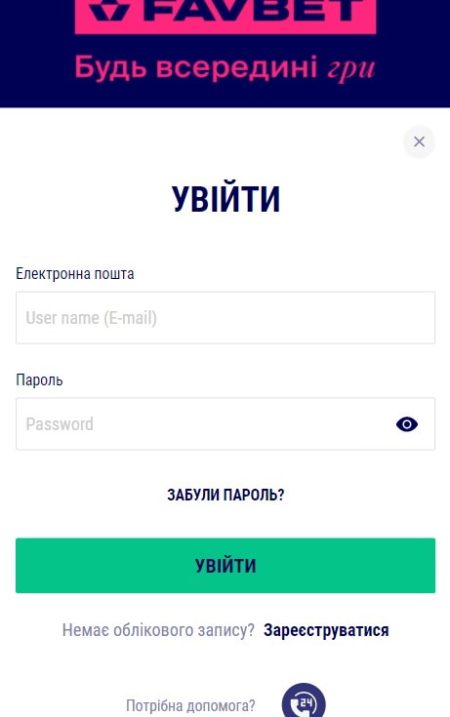 FAVBET
Будь всередині гри
УВІЙТИ
Електронна пошта
User name (E-mail)
Пароль
Password
ЗАБУЛИ ПАРОЛЬ?
УВІЙТИ
Немає облікового запису? Зареєструватися
Потрібна допомога? 24